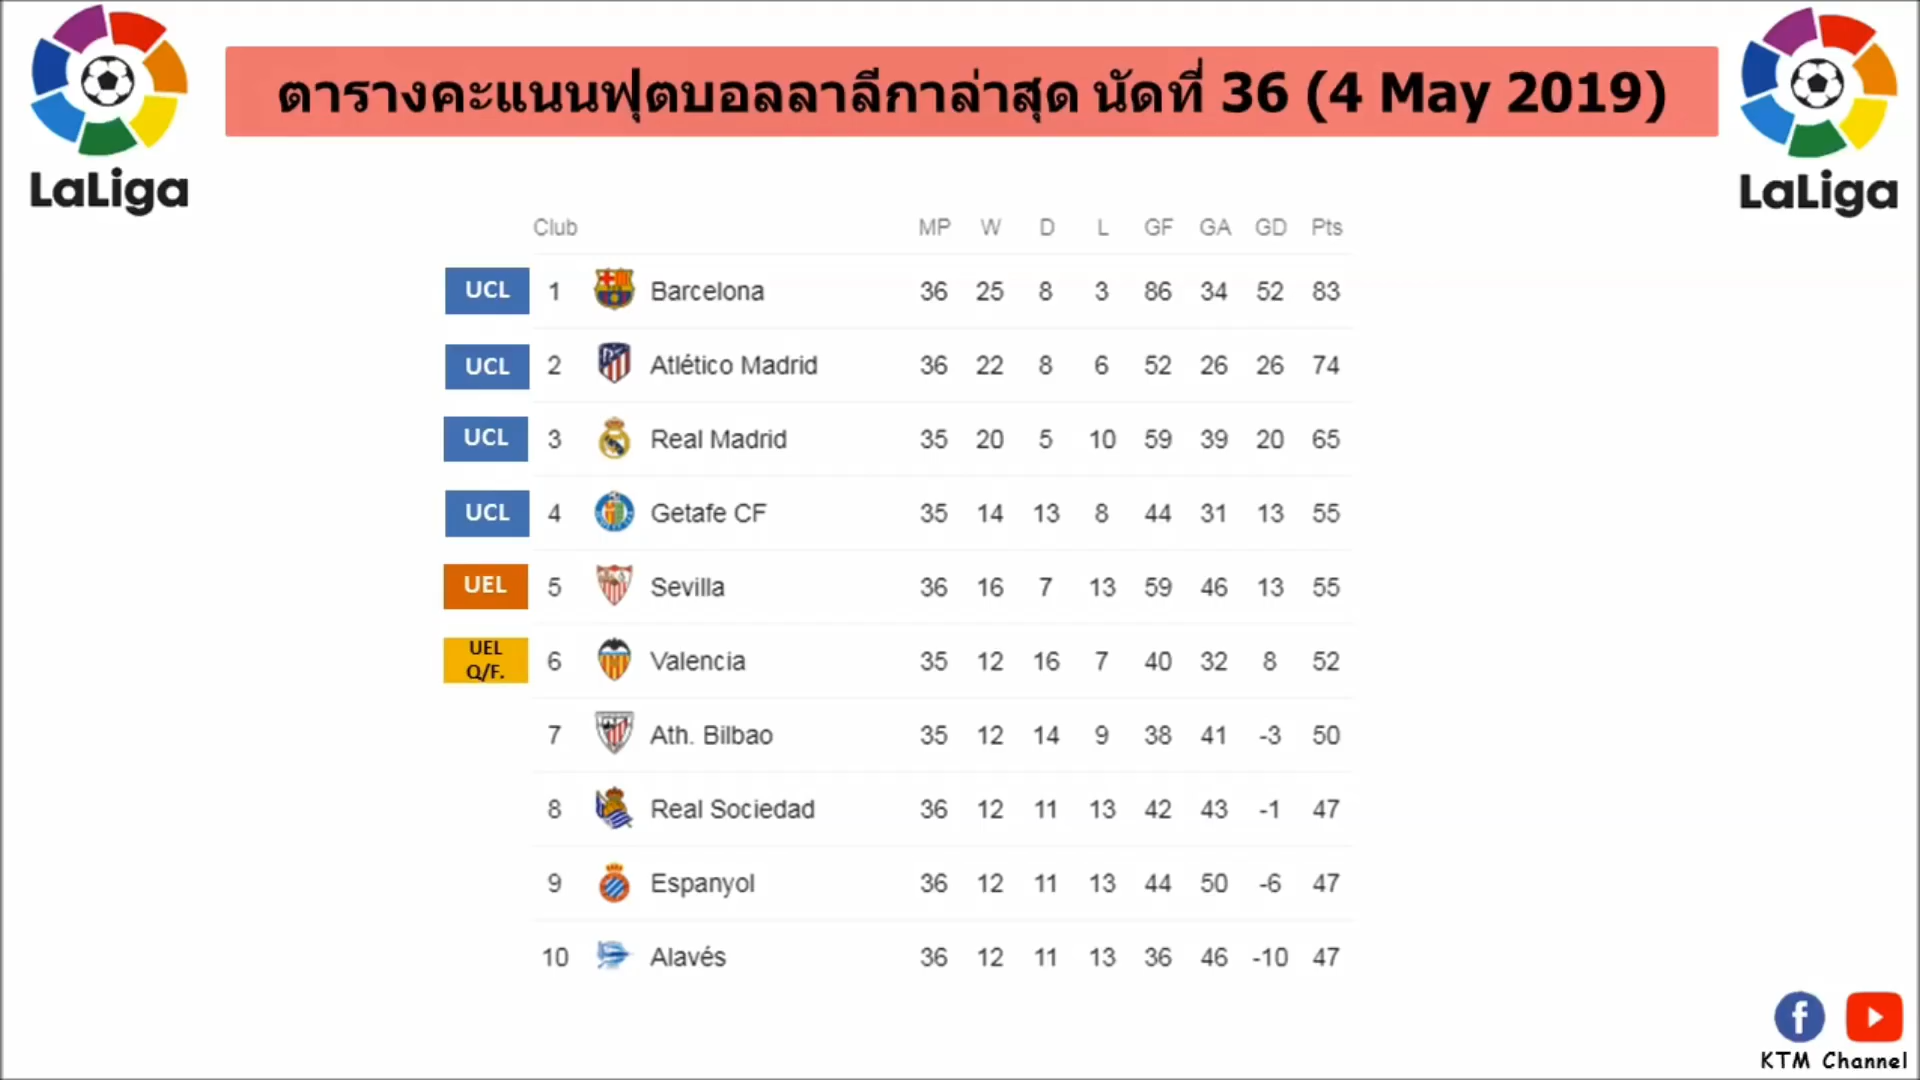 ตารางคะแนนฟุตบอลลาลีกาล่าสุด นัดที่ 36 (4 May 2019)
LaLiga
LaLiga
Club MP W D L GF GA GD Pts
UCL 1 Barcelona 36 25 8 3 86 34 52 83
UCL 2 Atlético Madrid 36 22 8 6 52 26 26 74
UCL 3 Real Madrid 35 20 5 10 59 39 20 65
UCL 4 Getafe CF 35 14 13 8 44 31 13 55
UEL 5 Sevilla 36 16 7 13 59 46 13 55
UEL Q/F. 6 Valencia 35 12 16 7 40 32 8 52
7 Ath. Bilbao 35 12 14 9 38 41 -3 50
8 Real Sociedad 36 12 11 13 42 43 -1 47
9 Espanyol 36 12 11 13 44 50 -6 47
10 Alavés 36 12 11 13 36 46 -10 47
KTM Channel